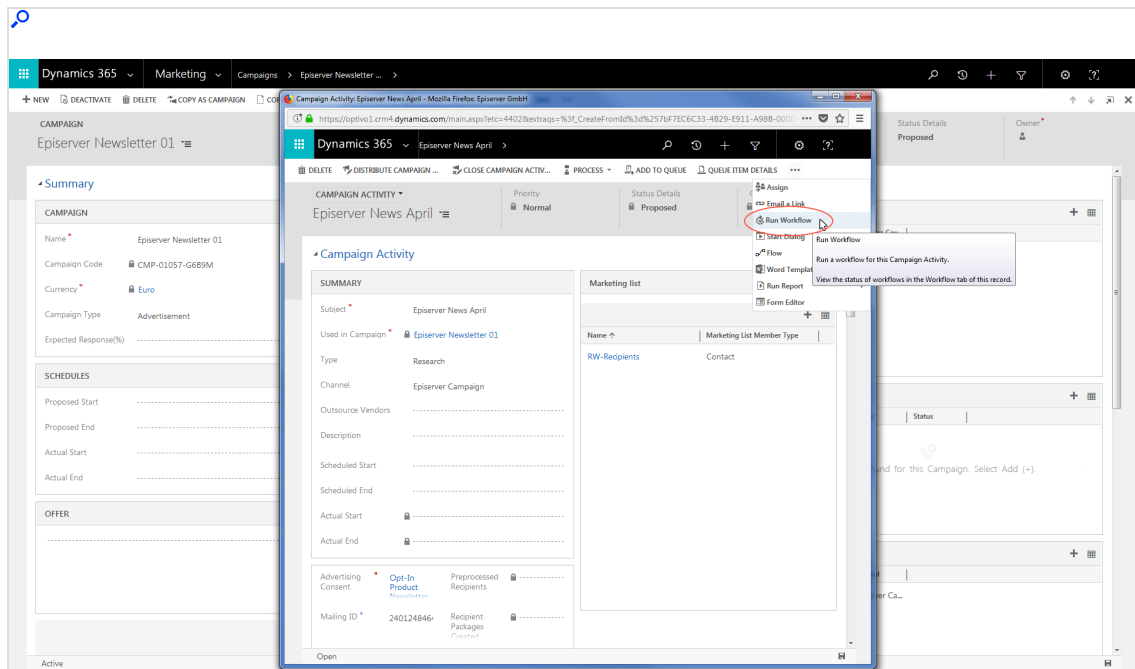 Dynamics 365 Marketing Campaigns > Episerver Newsletter ... >
+ NEW DEACTIVATE DELETE COPY AS CAMPAIGN
CAMPAIGN
Episerver Newsletter 01
Status Details
Proposed
Owner*
Summary
CAMPAIGN
Name * Episerver Newsletter 01
Campaign Code CMP-01057-G6B9M
Currency * Euro
Campaign Type Advertisement
Expected Response(%)
SCHEDULES
Proposed Start
Proposed End
Actual Start
Actual End
OFFER
Active
Campaign Activity: Episerver News April - Mozilla Firefox: Episerver GmbH
https://optivo1.crm4.dynamics.com/main.aspx?etc=4402&extraqs=%3f_CreateFromId%3d%257bF7EC6C33-4B29-E911-A98B-000
Dynamics 365 Episerver News April >
DELETE DISTRIBUTE CAMPAIGN ... CLOSE CAMPAIGN ACTIV... PROCESS ADD TO QUEUE QUEUE ITEM DETAILS ...
CAMPAIGN ACTIVITY
Episerver News April
Priority
Normal
Status Details
Proposed
Assign
Email a Link
Run Workflow
Start Dialog
Flow
Word Templat
Run Report
Form Editor
Run Workflow
Run a workflow for this Campaign Activity.
View the status of workflows in the Workflow tab of this record.
Campaign Activity
SUMMARY
Subject * Episerver News April
Used in Campaign * Episerver Newsletter 01
Type Research
Channel Episerver Campaign
Outsource Vendors
Description
Scheduled Start
Scheduled End
Actual Start
Actual End
Advertising Consent * Opt-In Product Newsletter
Preprocessed Recipients
Mailing ID * 240124846
Recipient Packages Created
Marketing list
Name ↑ Marketing List Member Type
RW-Recipients Contact
Open
Status
und for this Campaign. Select Add (+).
ver Ca...